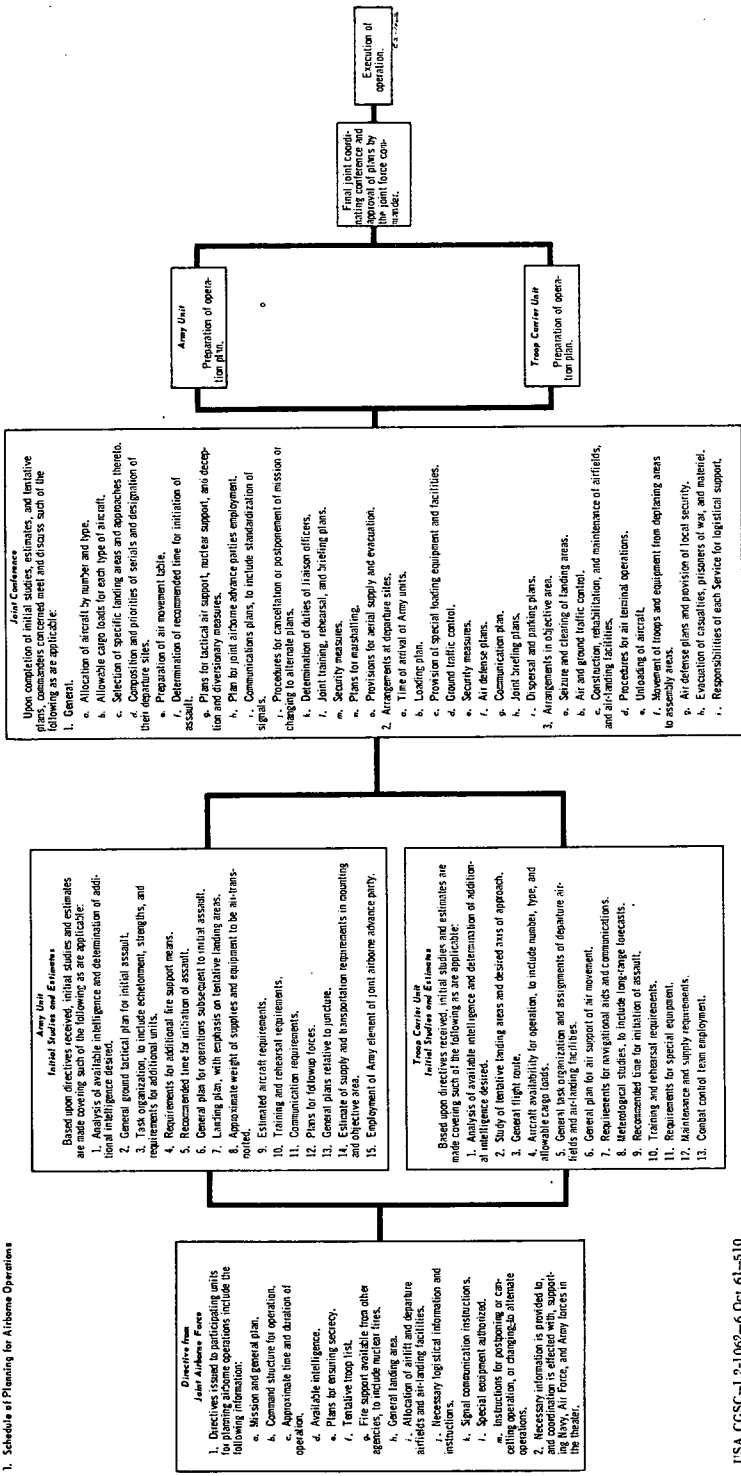 1. Schedule of Planning for Airborne Operations
Directive from
Joint Airborne Force
1. Directives issued to participating units
for planning airborne operations include the
following information:
a. Mission and general plan.
b. Command structure for operation.
c. Approximate time and duration of
operation.
d. Available intelligence.
e. Plans for ensuring secrecy.
f. Tentative troop list.
g. Fire support available from other
agencies, to include nuclear fires.
h. General landing area.
i. Allocation of airlift and departure
airfields and air-landing facilities.
j. Necessary logistical information and
instructions.
k. Signal communication instructions.
l. Special equipment authorized.
m. Instructions for postponing or can-
celling operation, or changing to alternate
operations.
2. Necessary information is provided to,
and coordination is effected with, support-
ing Navy, Air Force, and Army forces in
the theater.
Army Unit
Initial Studies and Estimates
Based upon directives received, initial studies and estimates
are made covering such of the following as are applicable:
1. Analysis of available intelligence and determination of addi-
tional intelligence desired.
2. General ground tactical plan for initial assault.
3. Task organization, to include echelonment, strengths, and
requirements for additional units.
4. Requirements for additional fire support means.
5. Recommended time for initiation of assault.
6. General plan for operations subsequent to initial assault.
7. Landing plan, with emphasis on tentative landing areas.
8. Approximate weight of supplies and equipment to be air-trans-
ported.
9. Estimated aircraft requirements.
10. Training and rehearsal requirements.
11. Communication requirements.
12. Plans for followup forces.
13. General plans relative to juncture.
14. Estimate of supply and transportation requirements in mounting
and objective area.
15. Employment of Army element of joint airborne advance party.
Troop Carrier Unit
Initial Studies and Estimates
Based upon directives received, initial studies and estimates are
made covering such of the following as are applicable:
1. Analysis of available intelligence and determination of addition-
al intelligence desired.
2. Study of tentative landing areas and desired axis of approach.
3. General flight route.
4. Aircraft availability for operation, to include number, type, and
allowable cargo loads.
5. General task organization and assignments of departure air-
fields and air-landing facilities.
6. General plan for air support of air movement.
7. Requirements for navigational aids and communications.
8. Meterological studies, to include long-range forecasts.
9. Recommended time for initiation of assault.
10. Training and rehearsal requirements.
11. Requirements for special equipment.
12. Maintenance and supply requirements.
13. Combat control team employment.
Joint Conference
Upon completion of initial studies, estimates, and tentative
plans, commanders concerned meet and discuss such of the
following as are applicable:
1. General.
a. Allocation of aircraft by number and type.
b. Allowable cargo loads for each type of aircraft.
c. Selection of specific landing areas and approaches thereto.
d. Composition and priorities of serials and designation of
their departure sites.
e. Preparation of air movement table.
f. Determination of recommended time for initiation of
assault.
g. Plans for tactical air support, nuclear support, and decep-
tion and diversionary measures.
h. Plan for joint airborne advance parties employment.
i. Communications plans, to include standardization of
signals.
j. Procedures for cancellation or postponement of mission or
changing to alternate plans.
k. Determination of duties of liaison officers.
l. Joint training, rehearsal, and briefing plans.
m. Security measures.
n. Plans for marshalling.
o. Provisions for aerial supply and evacuation.
2. Arrangements at departure sites.
a. Time of arrival of Army units.
b. Loading plan.
c. Provision of special loading equipment and facilities.
d. Ground traffic control.
e. Security measures.
f. Air defense plans.
g. Communication plan.
h. Joint briefing plans.
i. Dispersal and parking plans.
3. Arrangements in objective area.
a. Seizure and clearing of landing areas.
b. Air and ground traffic control.
c. Construction, rehabilitation, and maintenance of airfields,
and air-landing facilities.
d. Procedures for air terminal operations.
e. Unloading of aircraft.
f. Movement of troops and equipment from deplaning areas
to assembly areas.
g. Air defense plans and provision of local security.
h. Evacuation of casualties, prisoners of war, and materiel.
i. Responsibilities of each Service for logistical support.
Army Unit
Preparation of opera-
tion plan.
Troop Carrier Unit
Preparation of opera-
tion plan.
Final joint coordi-
nating conference and
approval of plans by
the joint force com-
mander.
Execution of
operation.
USA CGSC—L2-1062—6 Oct 61—510